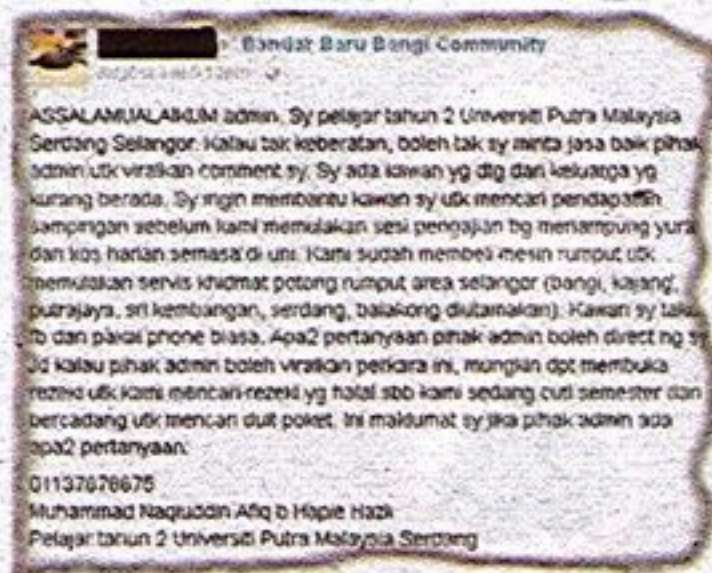 Bandar Baru Bangi Community
ASSALAMUALAIKUM admin. Sy pelajar tahun 2 Universiti Putra Malaysia
Serdang Selangor. Kalau tak keberatan, boleh tak sy minta jasa baik pihak
admin utk viralkan comment sy. Sy ada kawan yg dtg dari keluarga yg
kurang berada. Sy ingin membantu kawan sy utk mencari pendapatan
sampingan sebelum kami memulakan sesi pengajian bg menampung yuran
dan kos harian semasa di uni. Kami sudah membeli mesin rumput utk
memulakan servis khidmat potong rumput area selangor (bangi, kajang,
putrajaya, sri kembangan, serdang, balakong diutamakan). Kawan sy takde
fb dan pakai phone biasa. Apa2 pertanyaan pihak admin boleh direct ng sy
Jd kalau pihak admin boleh viralkan perkara ini, mungkin dpt membuka
rezeki utk kami mencari rezeki yg halal sbb kami sedang cuti semester dan
bercadang utk mencari duit poket. Ini maklumat sy jika pihak admin ada
apa2 pertanyaan:
01137678675
Muhammad Naqiuddin Afiq b Hapie Hazli
Pelajar tahun 2 Universiti Putra Malaysia Serdang